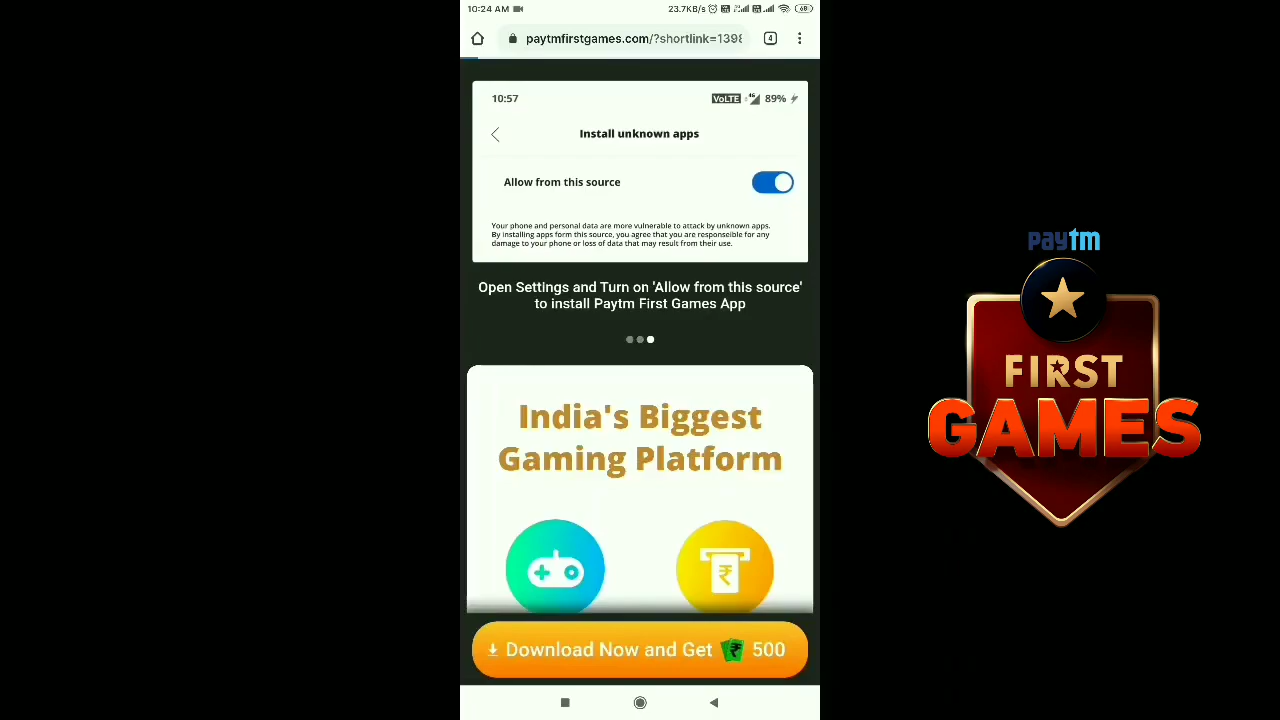 10:24 AM
23.7KB/s
68
paytmfirstgames.com/?shortlink=1398
4
10:57
VoLTE 4G 89%
Install unknown apps
Allow from this source
Your phone and personal data are more vulnerable to attack by unknown apps.
By installing apps form this source, you agree that you are responseible for any
damage to your phone or loss of data that may result from their use.
Open Settings and Turn on 'Allow from this source'
to install Paytm First Games App
India's Biggest
Gaming Platform
₹
Download Now and Get ₹ 500
paytm
FIRST
GAMES